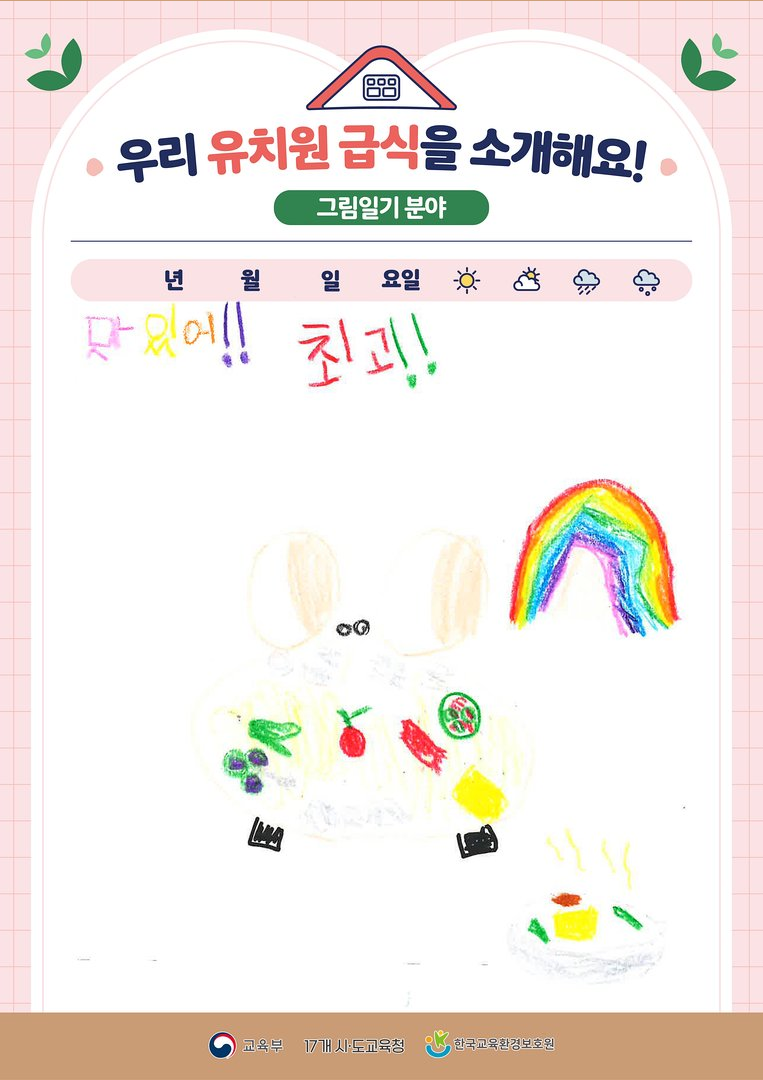 우리 유치원 급식을 소개해요!
그림일기 분야
년 월 일 요일
맛있어!! 최고!!
교육부 17개 시·도교육청 한국교육환경보호원